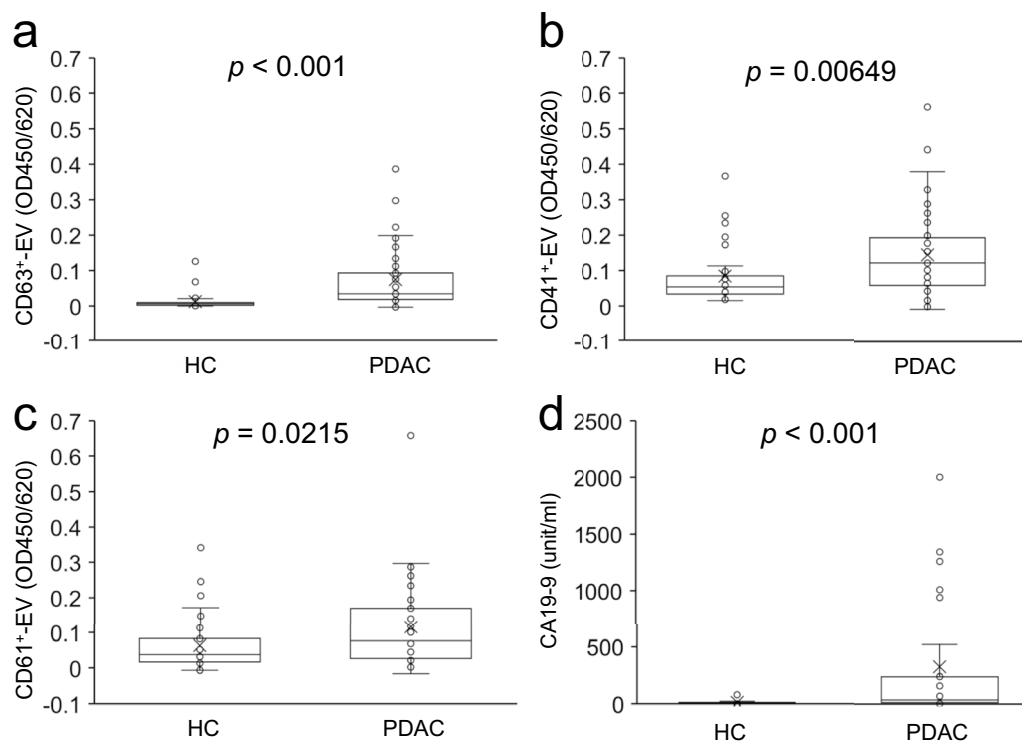 a
p < 0.001
CD63⁺-EV (OD450/620)
0.7
0.6
0.5
0.4
0.3
0.2
0.1
0
-0.1
HC PDAC
b
p = 0.00649
CD41⁺-EV (OD450/620)
0.7
0.6
0.5
0.4
0.3
0.2
0.1
0
-0.1
HC PDAC
c
p = 0.0215
CD61⁺-EV (OD450/620)
0.7
0.6
0.5
0.4
0.3
0.2
0.1
0
-0.1
HC PDAC
d
p < 0.001
CA19-9 (unit/ml)
2500
2000
1500
1000
500
0
HC PDAC